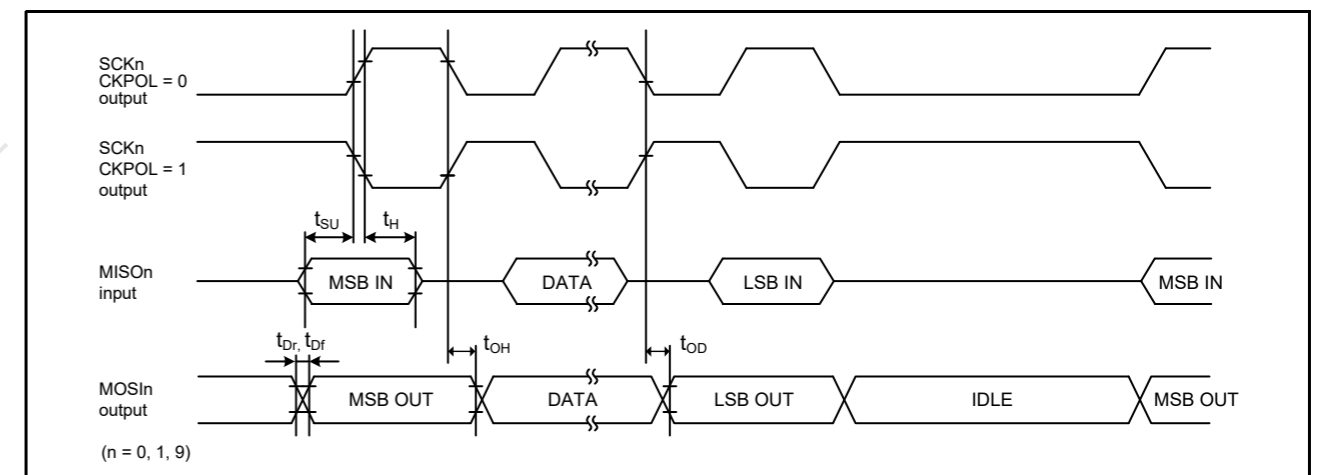 SCKn
CKPOL = 0
output
SCKn
CKPOL = 1
output
tSU tH
MISOn
input
MSB IN DATA LSB IN MSB IN
tDr, tDf tOH tOD
MOSIn
output
MSB OUT DATA LSB OUT IDLE MSB OUT
(n = 0, 1, 9)